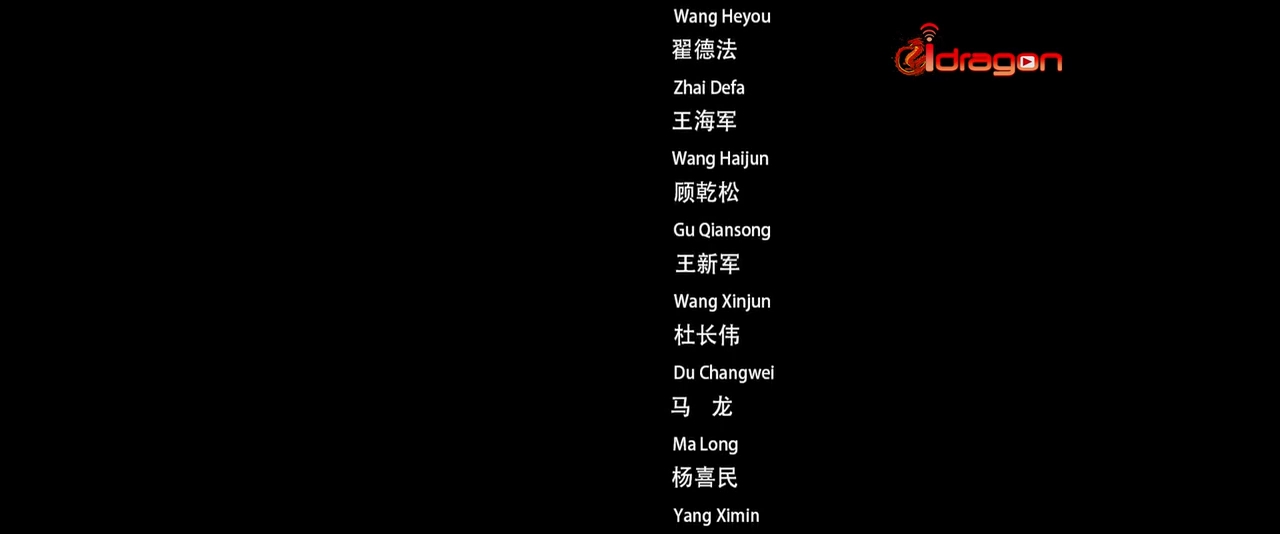 Wang Heyou
翟德法
Zhai Defa
王海军
Wang Haijun
顾乾松
Gu Qiansong
王新军
Wang Xinjun
杜长伟
Du Changwei
马 龙
Ma Long
杨喜民
Yang Ximin
idragon